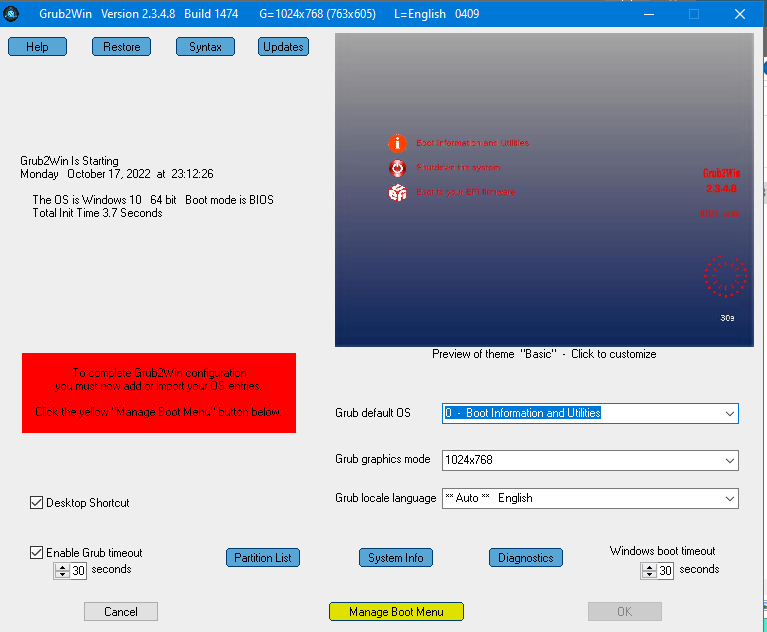 Grub2Win Version 2.3.4.8 Build 1474 G=1024x768 (763x605) L=English 0409
Help Restore Syntax Updates
Grub2Win Is Starting
Monday October 17, 2022 at 23:12:26
The OS is Windows 10 64 bit Boot mode is BIOS
Total Init Time 3.7 Seconds
Boot Information and Utilities
Shutdown the system
Boot to your EFI firmware
Grub2Win
2.3.4.8
30s
Preview of theme "Basic" - Click to customize
To complete Grub2Win configuration
you must now add or import your OS entries.
Click the yellow "Manage Boot Menu" button below.
Grub default OS 0 - Boot Information and Utilities
Grub graphics mode 1024x768
Grub locale language ** Auto ** English
Desktop Shortcut
Enable Grub timeout
30 seconds
Partition List System Info Diagnostics
Windows boot timeout
30 seconds
Cancel Manage Boot Menu OK